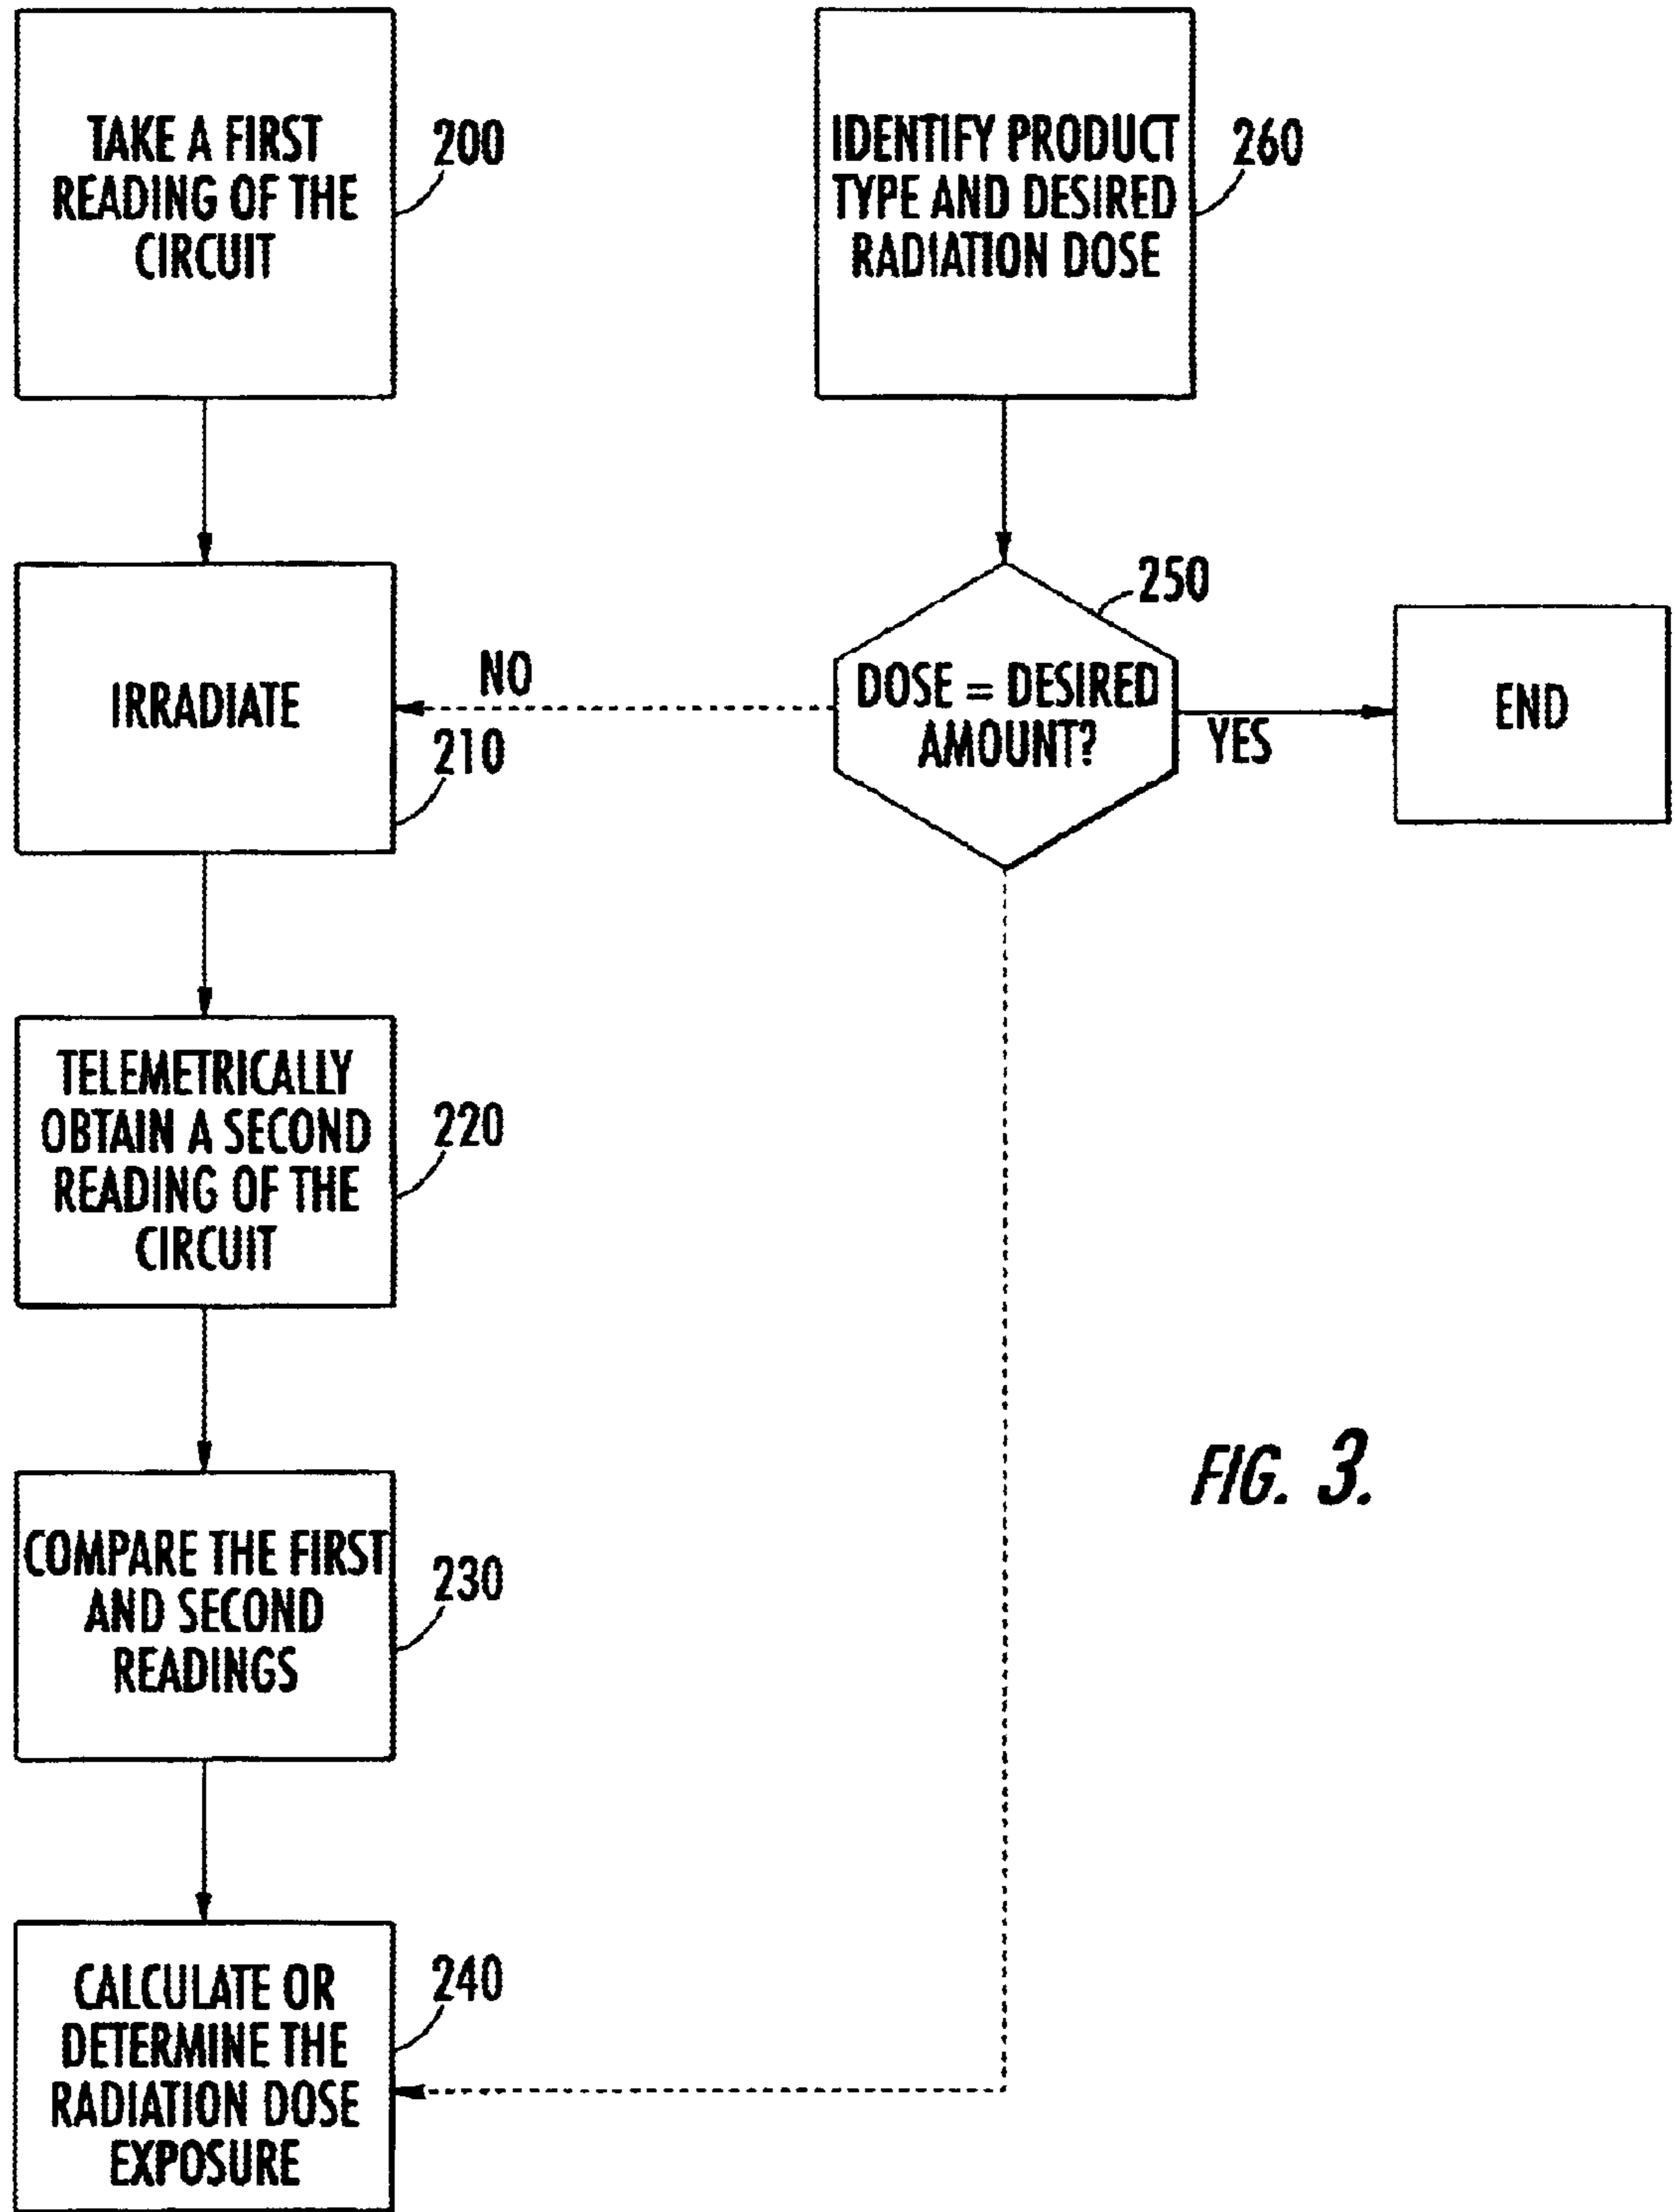 TAKE A FIRST
READING OF THE
CIRCUIT
200
IRRADIATE
210
TELEMETRICALLY
OBTAIN A SECOND
READING OF THE
CIRCUIT
220
COMPARE THE FIRST
AND SECOND
READINGS
230
CALCULATE OR
DETERMINE THE
RADIATION DOSE
EXPOSURE
240
IDENTIFY PRODUCT
TYPE AND DESIRED
RADIATION DOSE
260
250
DOSE = DESIRED
AMOUNT?
NO
YES
END
FIG. 3.